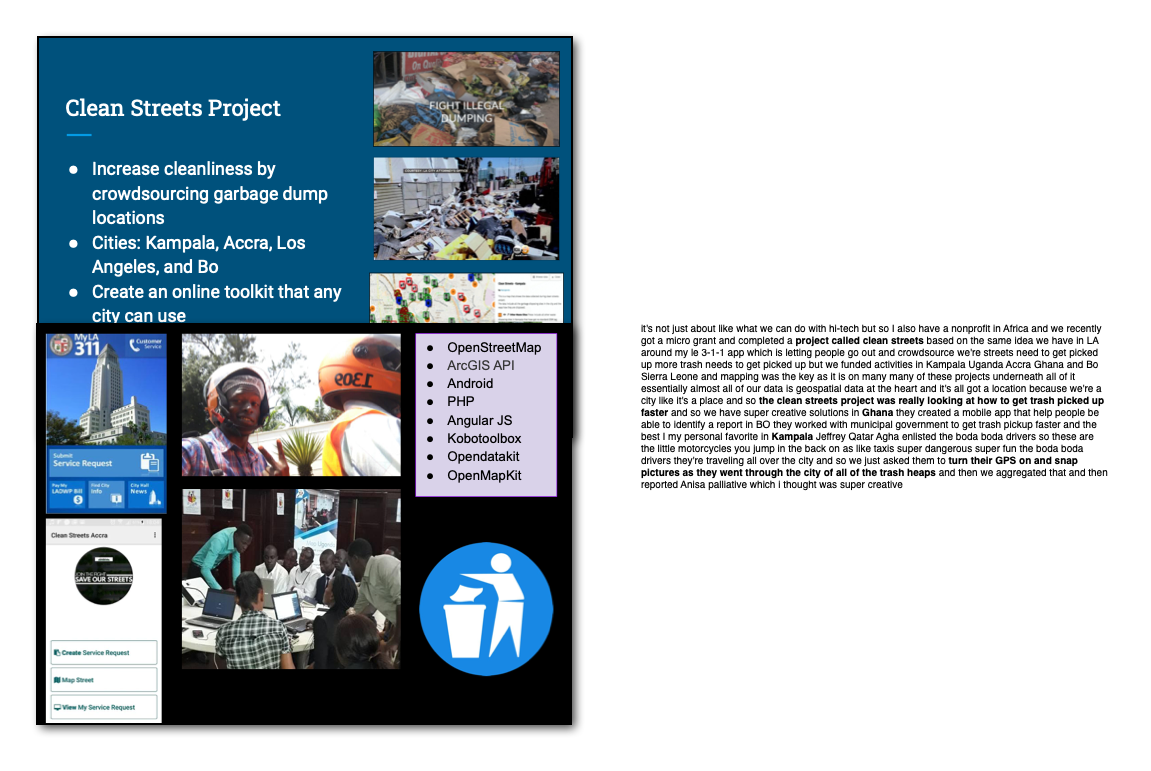 Clean Streets Project
● Increase cleanliness by
crowdsourcing garbage dump
locations
● Cities: Kampala, Accra, Los
Angeles, and Bo
● Create an online toolkit that any
city can use
FIGHT ILLEGAL
DUMPING
MyLA
311
Customer
Service
Submit
Service Request
Pay My
LADWP Bill
Find City
Info
City Hall
News
Clean Streets Accra
JOIN THE FIGHT
SAVE OUR STREETS
Create Service Request
Map Street
View My Service Request
● OpenStreetMap
● ArcGIS API
● Android
● PHP
● Angular JS
● Kobotoolbox
● Opendatakit
● OpenMapKit
it's not just about like what we can do with hi-tech but so I also have a nonprofit in Africa and we recently
got a micro grant and completed a project called clean streets based on the same idea we have in LA
around my le 3-1-1 app which is letting people go out and crowdsource we're streets need to get picked
up more trash needs to get picked up but we funded activities in Kampala Uganda Accra Ghana and Bo
Sierra Leone and mapping was the key as it is on many many of these projects underneath all of it
essentially almost all of our data is geospatial data at the heart and it's all got a location because we're a
city like it's a place and so the clean streets project was really looking at how to get trash picked up
faster and so we have super creative solutions in Ghana they created a mobile app that help people be
able to identify a report in BO they worked with municipal government to get trash pickup faster and the
best I my personal favorite in Kampala Jeffrey Qatar Agha enlisted the boda boda drivers so these are
the little motorcycles you jump in the back on as like taxis super dangerous super fun the boda boda
drivers they're traveling all over the city and so we just asked them to turn their GPS on and snap
pictures as they went through the city of all of the trash heaps and then we aggregated that and then
reported Anisa palliative which i thought was super creative